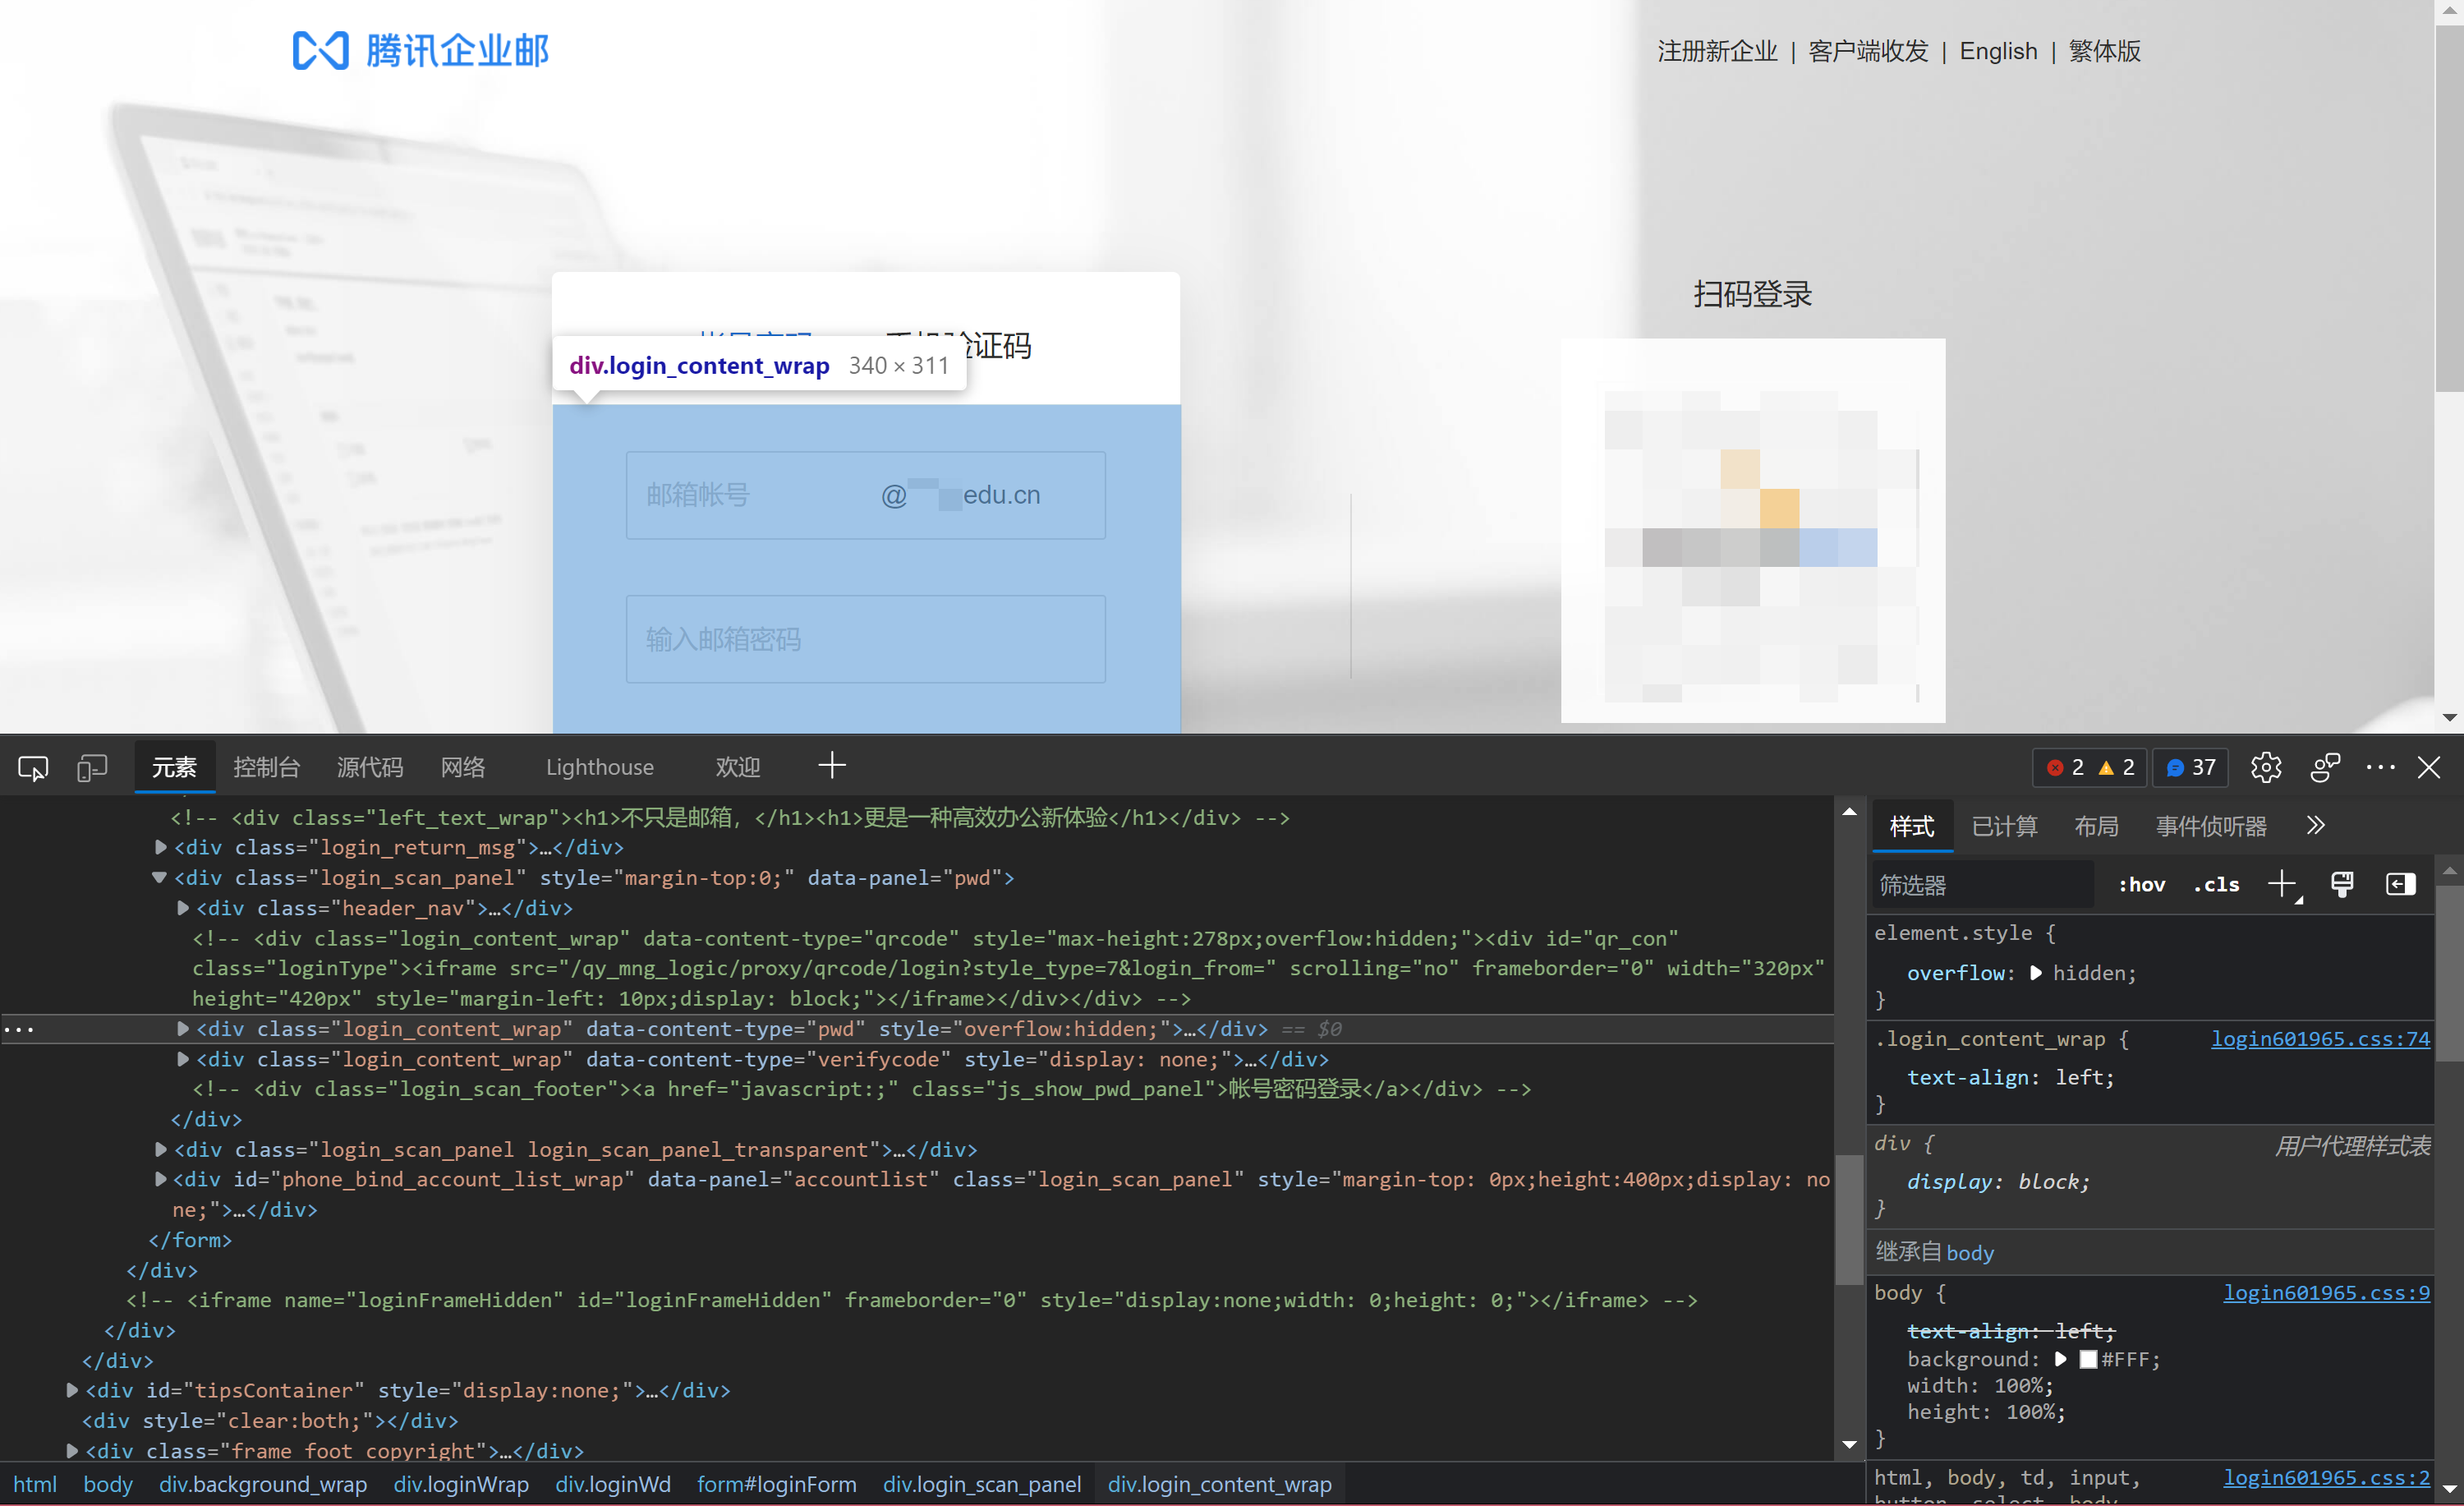 腾讯企业邮
注册新企业 | 客户端收发 | English | 繁体版
扫码登录
帐号密码 手机验证码
div.login_content_wrap 340 × 311
邮箱帐号 @ edu.cn
输入邮箱密码
元素 控制台 源代码 网络 Lighthouse 欢迎 2 2 37
<!-- <div class="left_text_wrap"><h1>不只是邮箱，</h1><h1>更是一种高效办公新体验</h1></div> -->
<div class="login_return_msg">…</div>
<div class="login_scan_panel" style="margin-top:0;" data-panel="pwd">
<div class="header_nav">…</div>
<!-- <div class="login_content_wrap" data-content-type="qrcode" style="max-height:278px;overflow:hidden;"><div id="qr_con"
class="loginType"><iframe src="/qy_mng_logic/proxy/qrcode/login?style_type=7&login_from=" scrolling="no" frameborder="0" width="320px"
height="420px" style="margin-left: 10px;display: block;"></iframe></div></div> -->
<div class="login_content_wrap" data-content-type="pwd" style="overflow:hidden;">…</div> == $0
<div class="login_content_wrap" data-content-type="verifycode" style="display: none;">…</div>
<!-- <div class="login_scan_footer"><a href="javascript:;" class="js_show_pwd_panel">帐号密码登录</a></div> -->
</div>
<div class="login_scan_panel login_scan_panel_transparent">…</div>
<div id="phone_bind_account_list_wrap" data-panel="accountlist" class="login_scan_panel" style="margin-top: 0px;height:400px;display: no
ne;">…</div>
</form>
</div>
<!-- <iframe name="loginFrameHidden" id="loginFrameHidden" frameborder="0" style="display:none;width: 0;height: 0;"></iframe> -->
</div>
</div>
<div id="tipsContainer" style="display:none;">…</div>
<div style="clear:both;"></div>
<div class="frame_foot_copyright">…</div>
html body div.background_wrap div.loginWrap div.loginWd form#loginForm div.login_scan_panel div.login_content_wrap
样式 已计算 布局 事件侦听器
筛选器 :hov .cls
element.style {
overflow: hidden;
}
.login_content_wrap { login601965.css:74
text-align: left;
}
div { 用户代理样式表
display: block;
}
继承自 body
body { login601965.css:9
text-align: left;
background: #FFF;
width: 100%;
height: 100%;
}
html, body, td, input, login601965.css:2
button, select, body